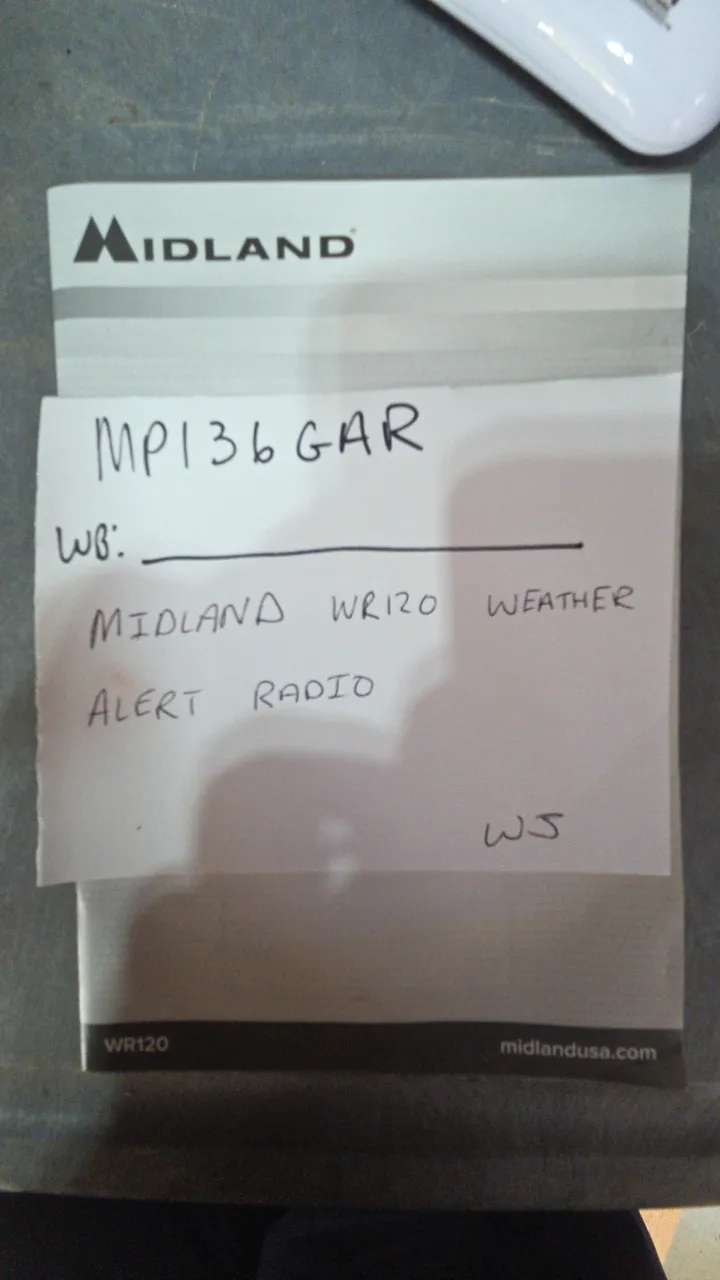 MIDLAND
MP136GAR
WB:
MIDLAND WR120 WEATHER
ALERT RADIO
WJ
WR120 midlandusa.com